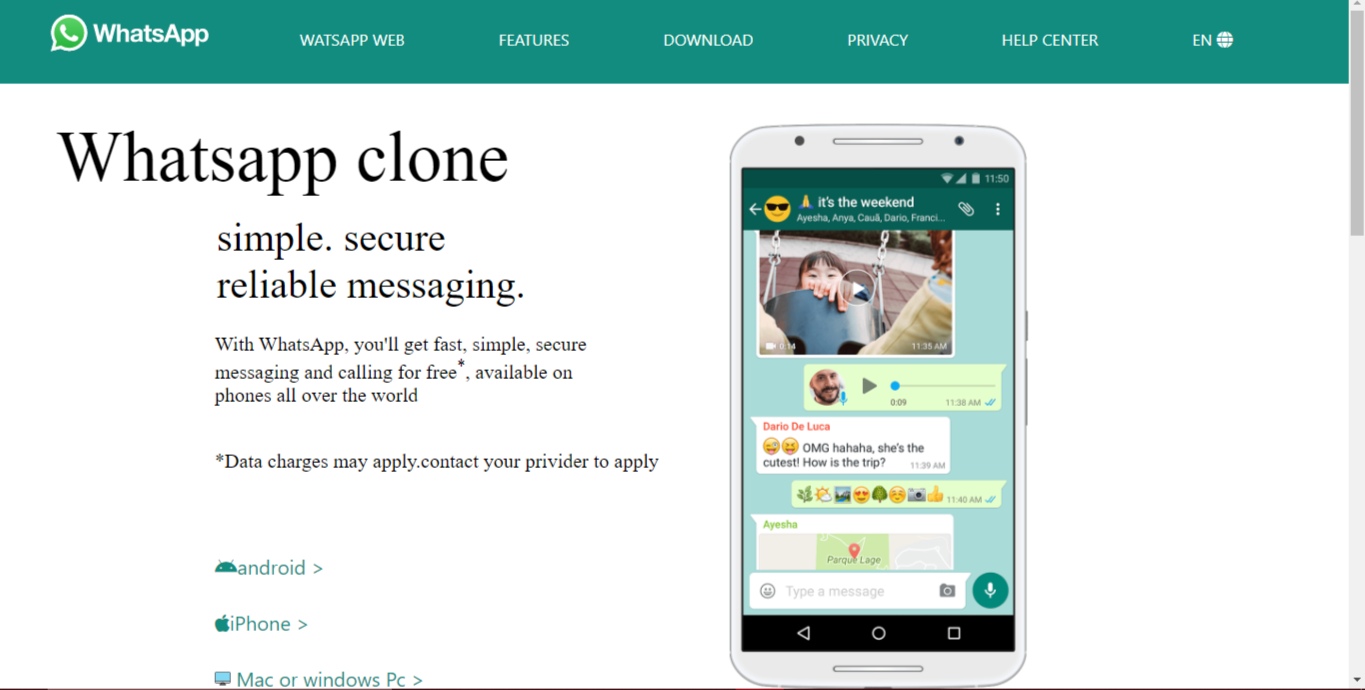 WhatsApp
WATSAPP WEB
FEATURES
DOWNLOAD
PRIVACY
HELP CENTER
EN
Whatsapp clone
simple. secure
reliable messaging.
With WhatsApp, you'll get fast, simple, secure
messaging and calling for free*, available on
phones all over the world
*Data charges may apply.contact your privider to apply
android >
iPhone >
Mac or windows Pc >
11:50
🙏 it's the weekend
Ayesha, Anya, Cauã, Dario, Franci...
0:14 11:35 AM
0:09 11:38 AM
Dario De Luca
OMG hahaha, she's the
cutest! How is the trip? 11:39 AM
11:40 AM
Ayesha
Parque Lage
Type a message